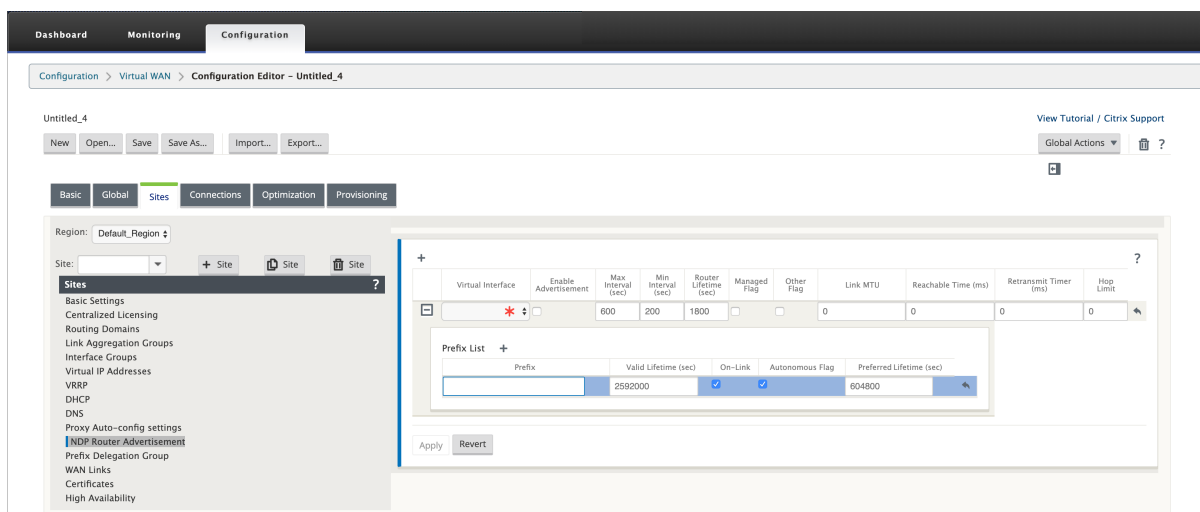 Dashboard Monitoring Configuration
Configuration > Virtual WAN > Configuration Editor – Untitled_4
Untitled_4
View Tutorial / Citrix Support
New Open... Save Save As... Import... Export...
Global Actions ?
Basic Global Sites Connections Optimization Provisioning
Region: Default_Region
Site: + Site Site Site
Sites ?
Basic Settings
Centralized Licensing
Routing Domains
Link Aggregation Groups
Interface Groups
Virtual IP Addresses
VRRP
DHCP
DNS
Proxy Auto-config settings
NDP Router Advertisement
Prefix Delegation Group
WAN Links
Certificates
High Availability
+ ?
Virtual Interface
Enable
Advertisement
Max
Interval
(sec)
Min
Interval
(sec)
Router
Lifetime
(sec)
Managed
Flag
Other
Flag
Link MTU
Reachable Time (ms)
Retransmit Timer
(ms)
Hop
Limit
* 600 200 1800 0 0 0 0
Prefix List +
Prefix Valid Lifetime (sec) On-Link Autonomous Flag Preferred Lifetime (sec)
2592000 604800
Apply Revert